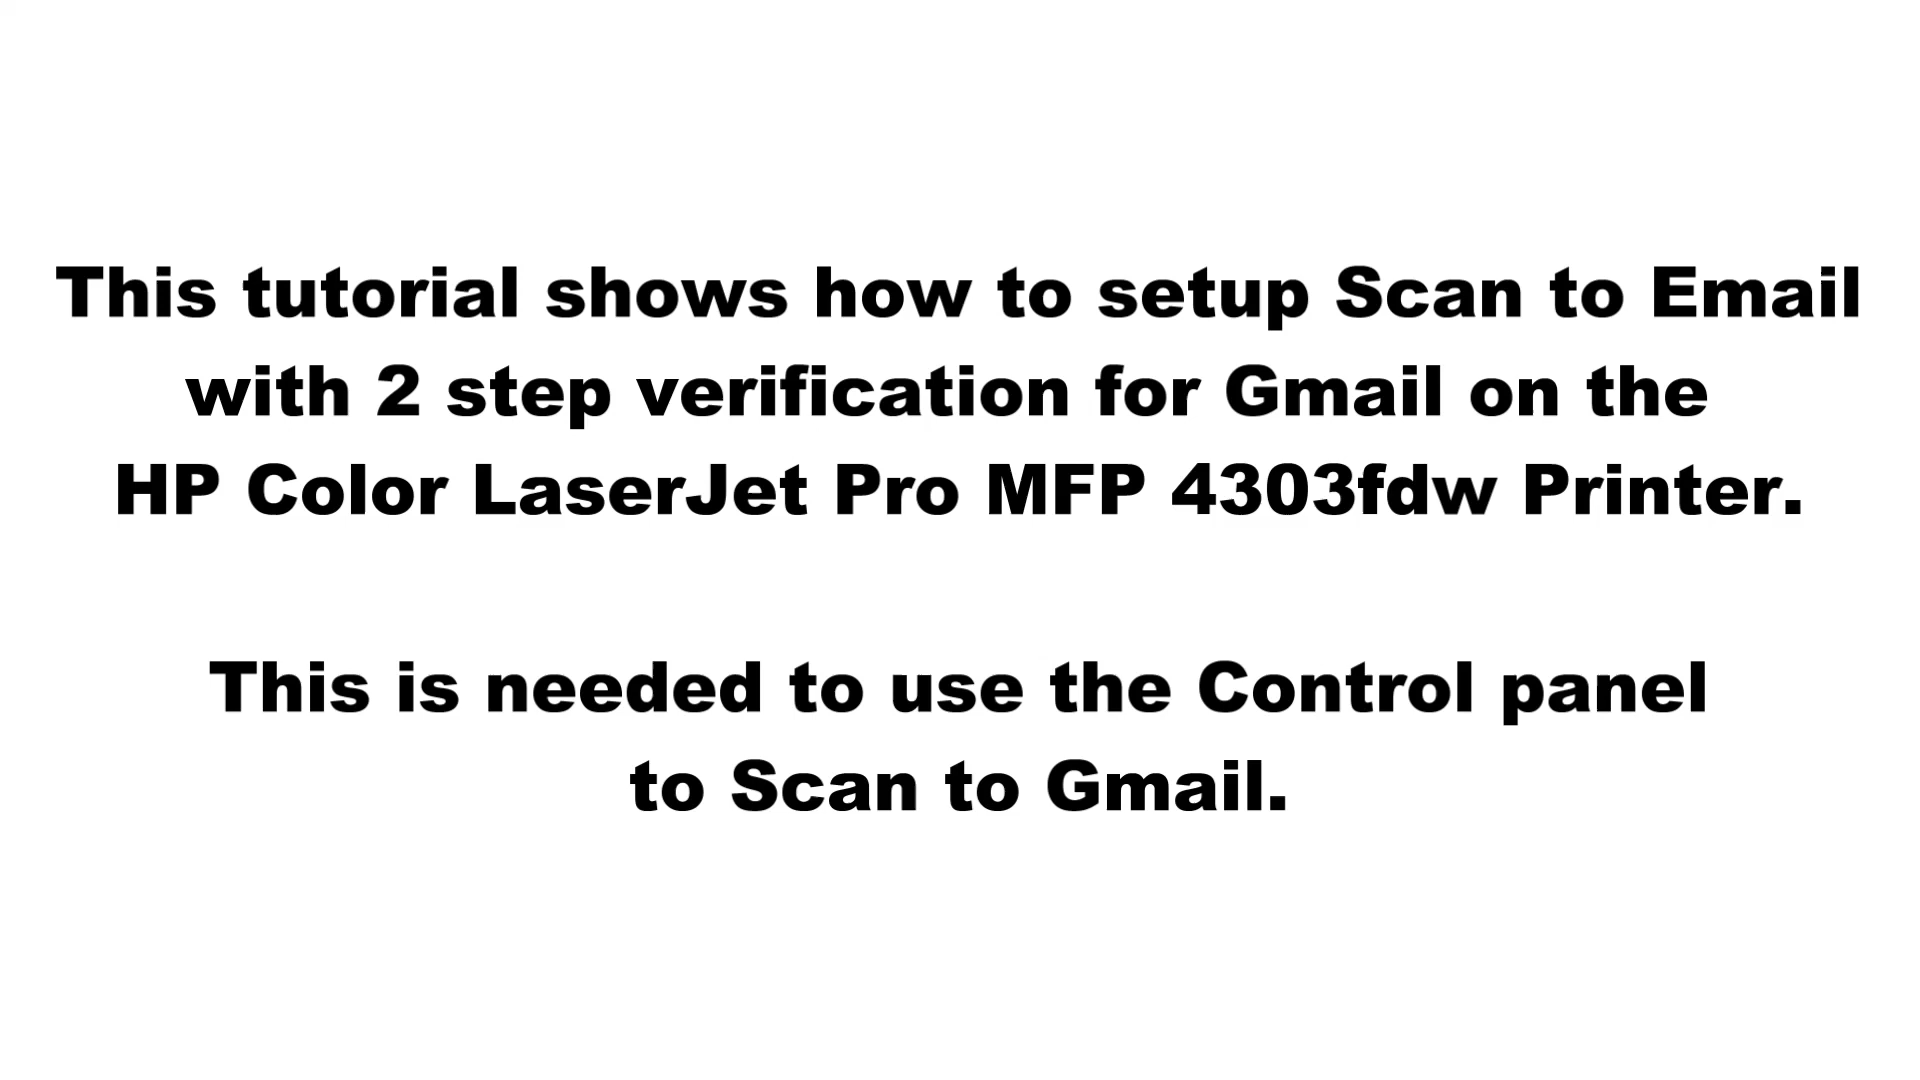 This tutorial shows how to setup Scan to Email
with 2 step verification for Gmail on the
HP Color LaserJet Pro MFP 4303fdw Printer.
This is needed to use the Control panel
to Scan to Gmail.